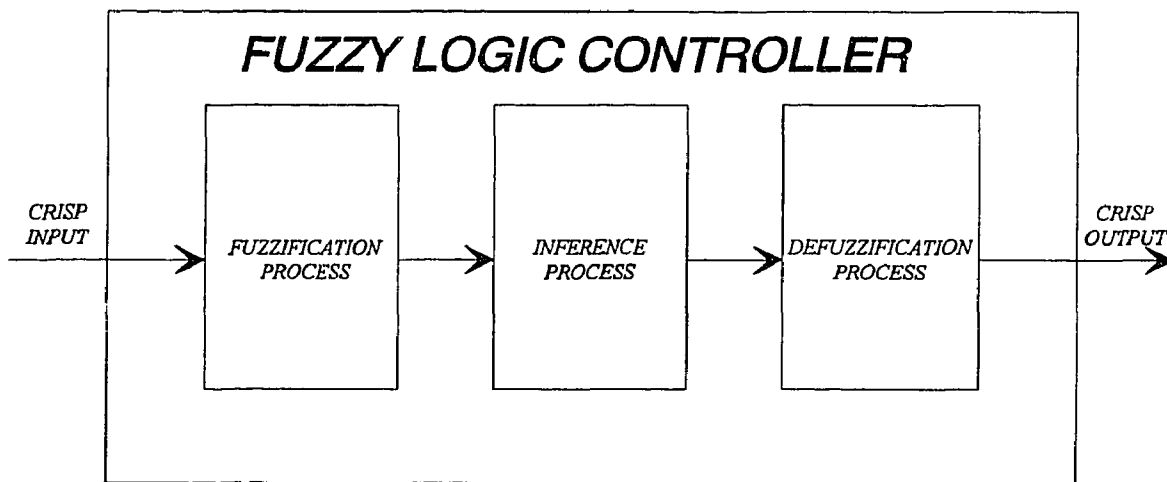 FUZZY LOGIC CONTROLLER
CRISP
INPUT
FUZZIFICATION
PROCESS
INFERENCE
PROCESS
DEFUZZIFICATION
PROCESS
CRISP
OUTPUT